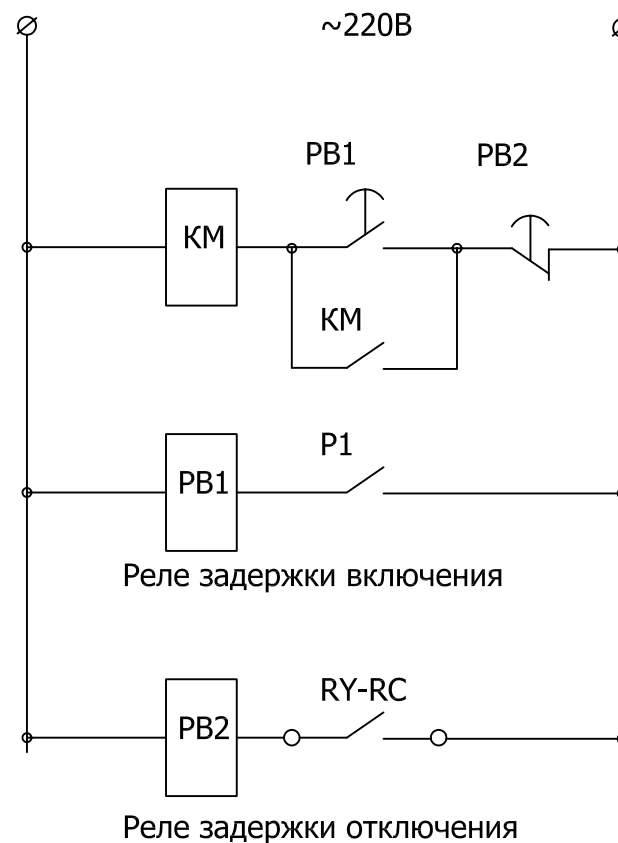 ~220В
РВ1
РВ2
КМ
КМ
Р1
РВ1
Реле задержки включения
RY-RC
РВ2
Реле задержки отключения